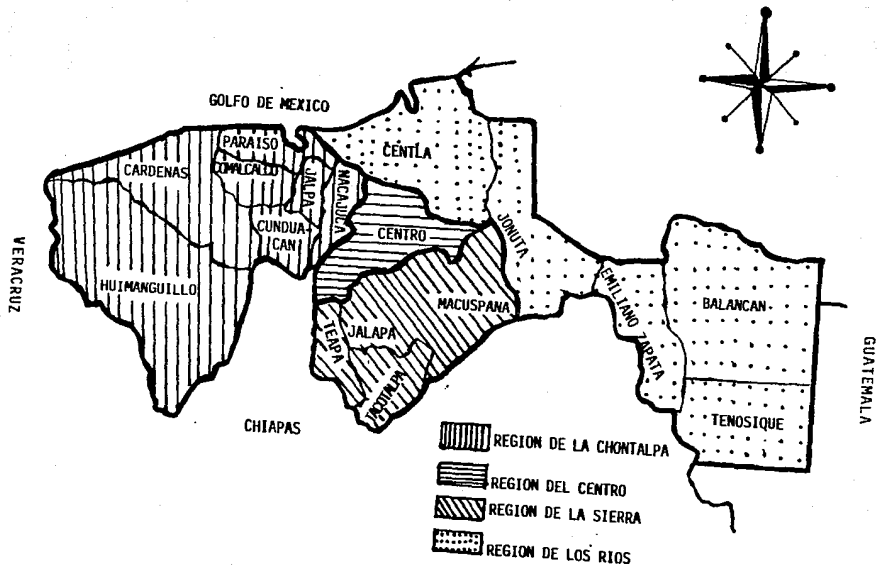 GOLFO DE MEXICO
PARAISO
CENTLA
CARDENAS
COMALCALCO
JALPA
NACAJUCA
CUNDUA-
CAN
CENTRO
JONUTA
VERACRUZ
HUIMANGUILLO
MACUSPANA
EMILIANO ZAPATA
BALANCAN
TEAPA
JALAPA
TACOTALPA
TENOSIQUE
GUATEMALA
CHIAPAS
REGION DE LA CHONTALPA
REGION DEL CENTRO
REGION DE LA SIERRA
REGION DE LOS RIOS